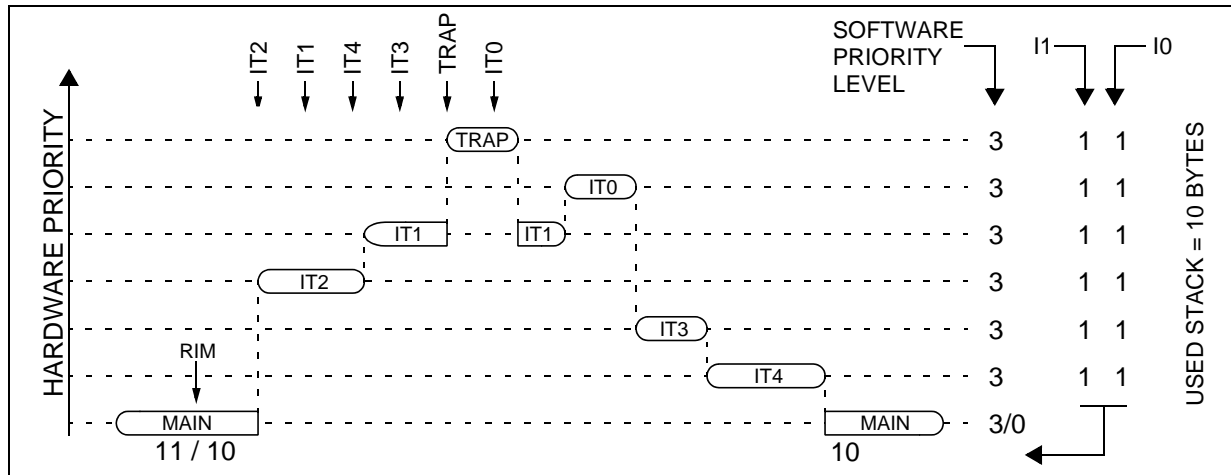 SOFTWARE
PRIORITY
LEVEL
I1
I0
IT2
IT1
IT4
IT3
TRAP
IT0
HARDWARE PRIORITY
TRAP
3
1 1
IT0
3
1 1
IT1
IT1
3
1 1
IT2
3
1 1
RIM
IT3
3
1 1
IT4
3
1 1
MAIN
MAIN
3/0
11 / 10
10
USED STACK = 10 BYTES